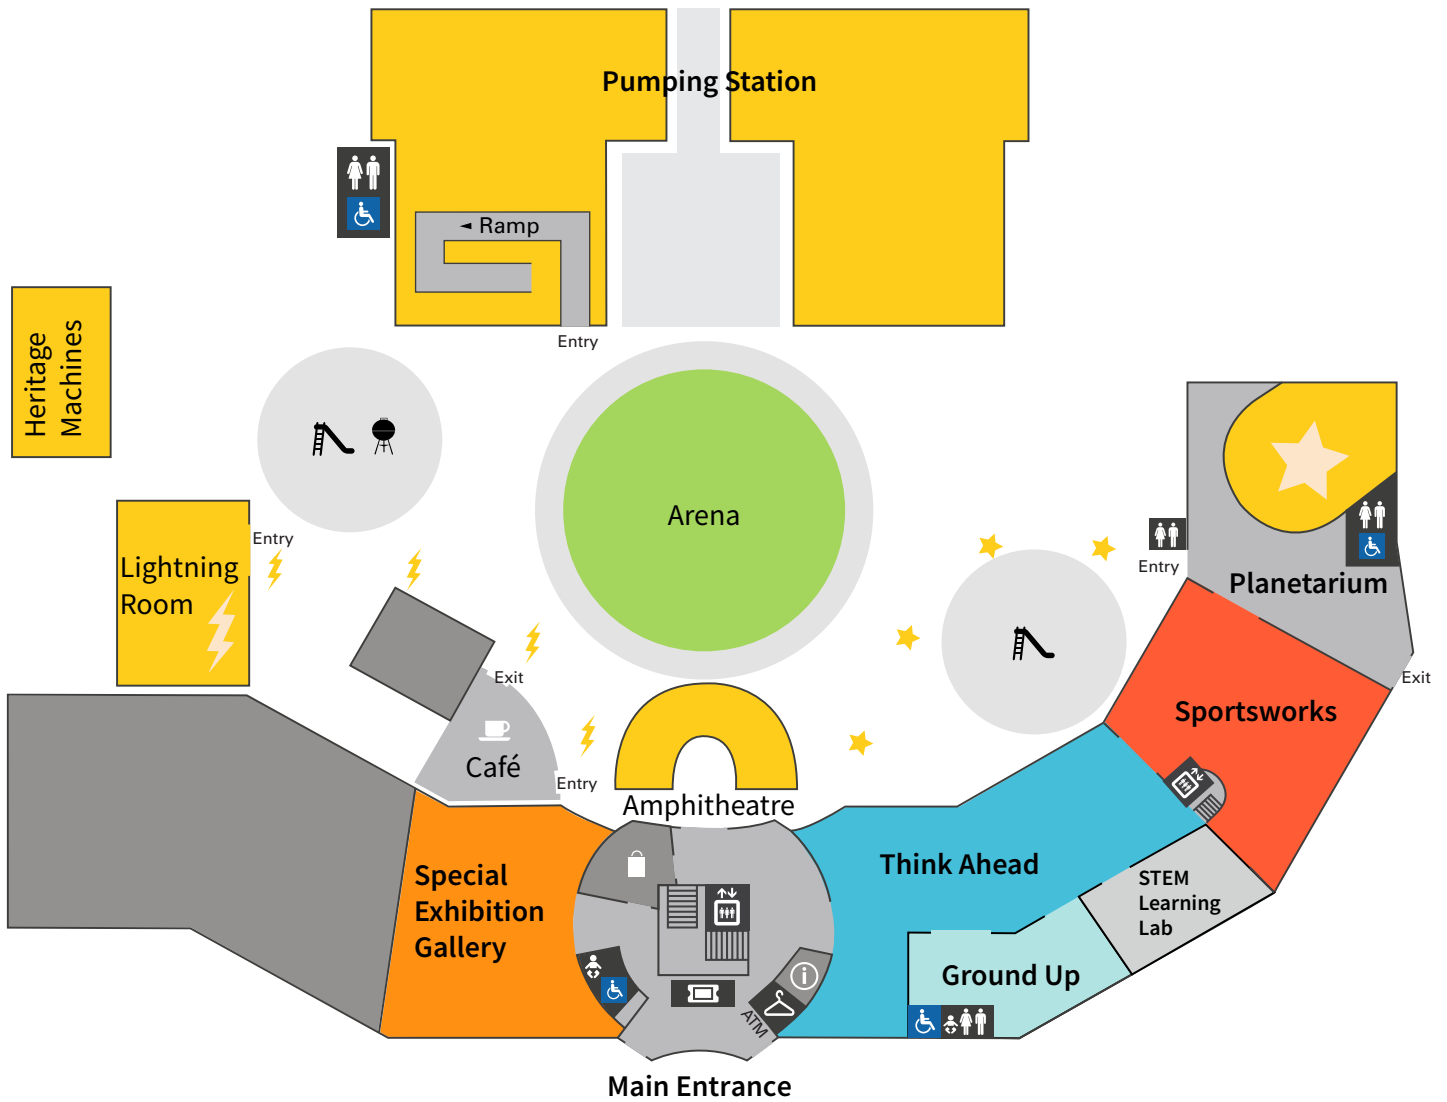 Pumping Station
◄ Ramp
Entry
Heritage
Machines
Arena
Entry
Lightning
Room
Entry
Planetarium
Exit
Exit
Sportsworks
Café
Entry
Amphitheatre
Think Ahead
STEM
Learning
Lab
Special
Exhibition
Gallery
i
Ground Up
ATM
Main Entrance